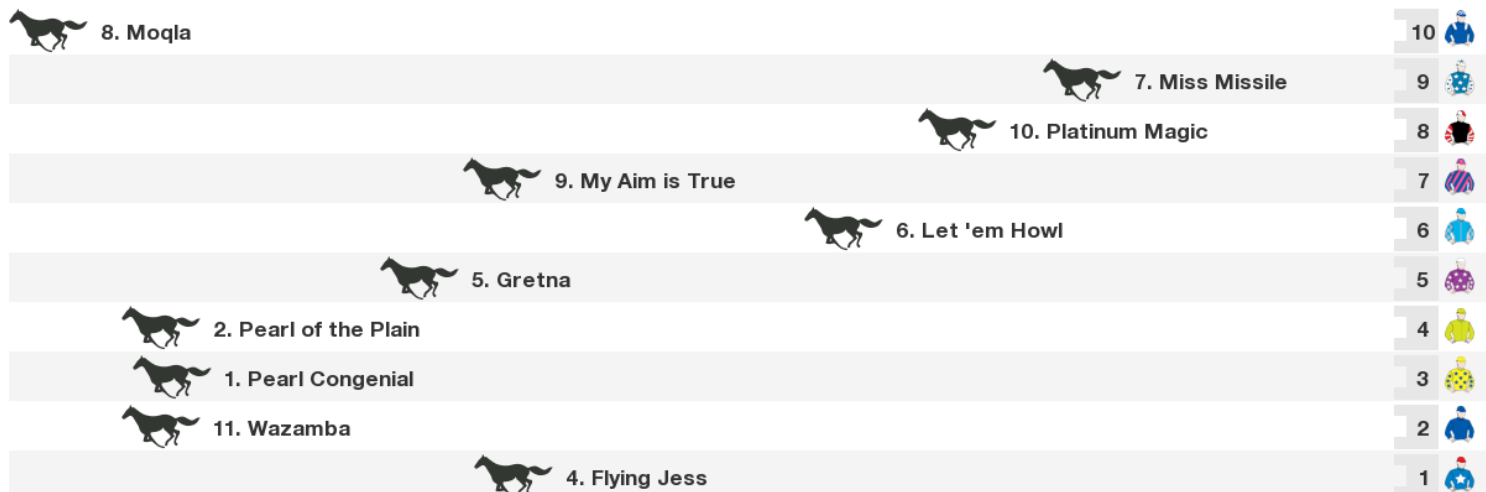 8. Moqla 10
7. Miss Missile 9
10. Platinum Magic 8
9. My Aim is True 7
6. Let 'em Howl 6
5. Gretna 5
2. Pearl of the Plain 4
1. Pearl Congenial 3
11. Wazamba 2
4. Flying Jess 1